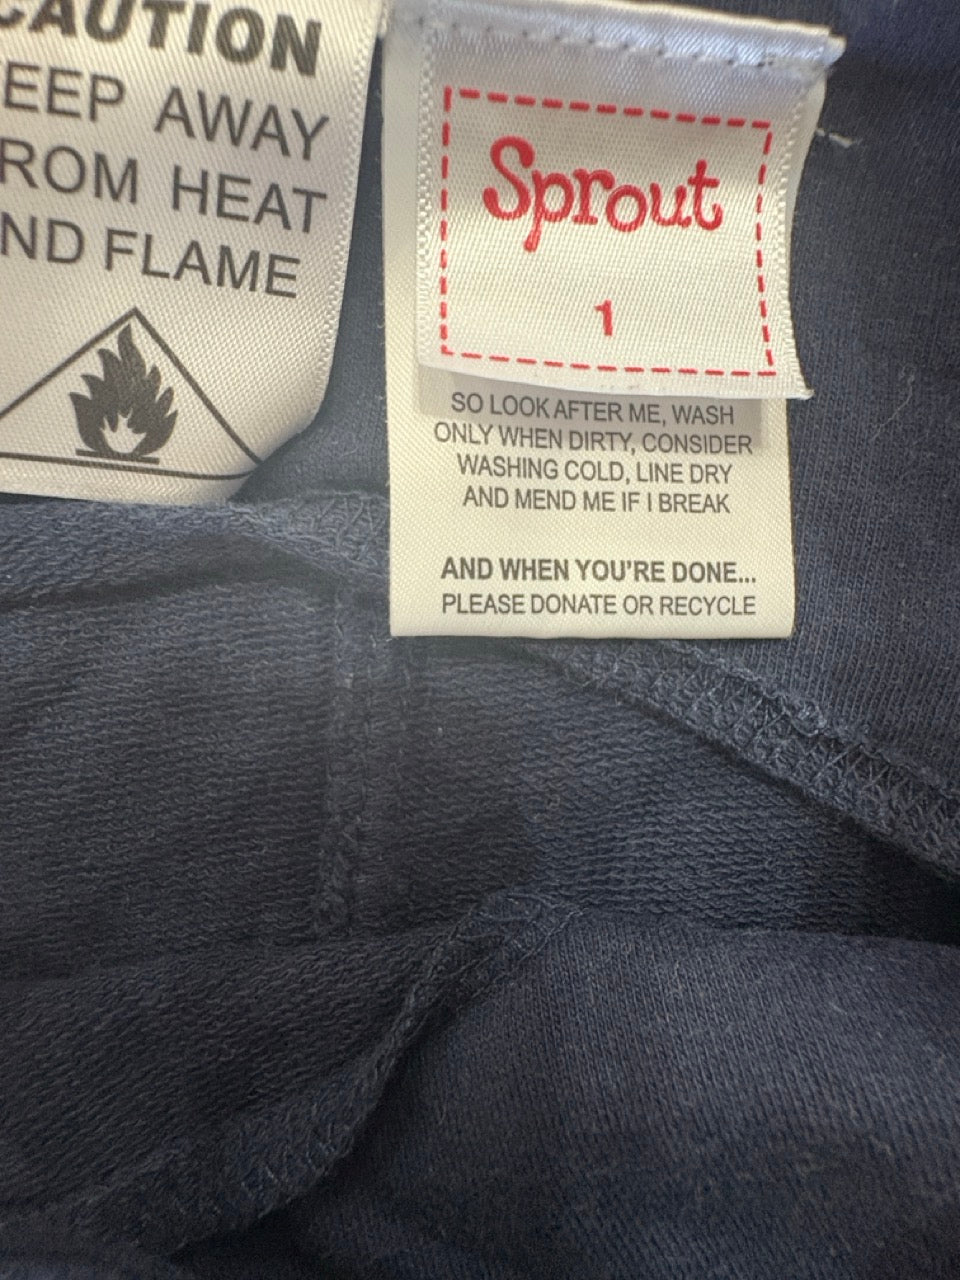 CAUTION
EEP AWAY
ROM HEAT
ND FLAME
Sprout
1
SO LOOK AFTER ME, WASH
ONLY WHEN DIRTY, CONSIDER
WASHING COLD, LINE DRY
AND MEND ME IF I BREAK
AND WHEN YOU'RE DONE...
PLEASE DONATE OR RECYCLE